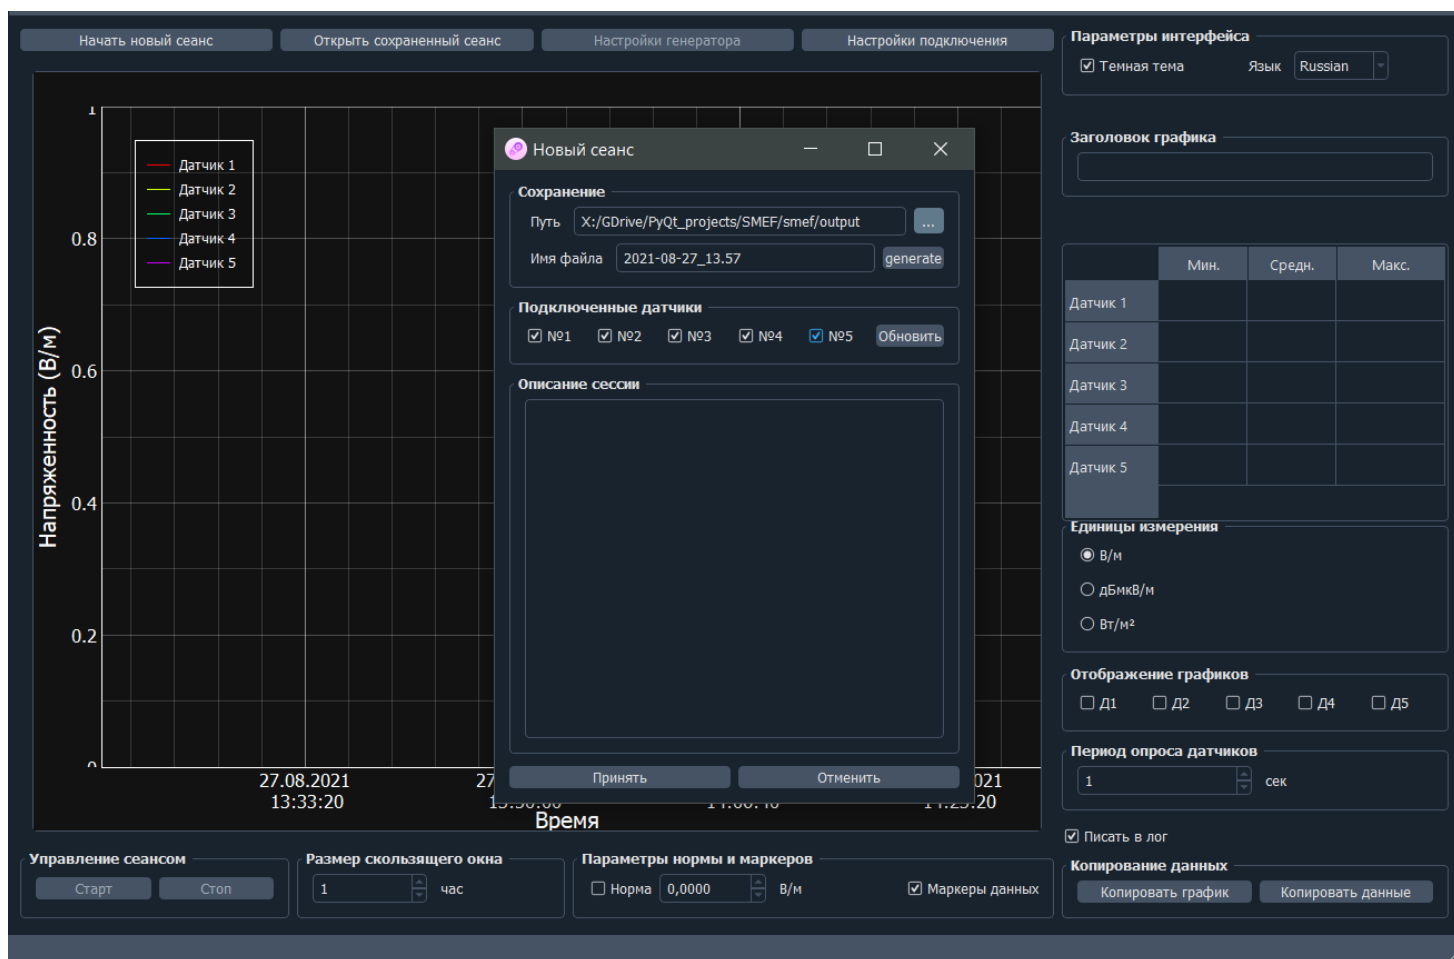 Начать новый сеанс
Открыть сохраненный сеанс
Настройки генератора
Настройки подключения
Параметры интерфейса
Темная тема
Язык
Russian
Заголовок графика
1
0.8
0.6
0.4
0.2
0
Напряженность (В/м)
Датчик 1
Датчик 2
Датчик 3
Датчик 4
Датчик 5
27.08.2021
13:33:20
27
021
Время
Новый сеанс
Сохранение
Путь
X:/GDrive/PyQt_projects/SMEF/smef/output
...
Имя файла
2021-08-27_13.57
generate
Подключенные датчики
№1
№2
№3
№4
№5
Обновить
Описание сессии
Принять
Отменить
Мин.
Средн.
Макс.
Датчик 1
Датчик 2
Датчик 3
Датчик 4
Датчик 5
Единицы измерения
В/м
дБмкВ/м
Вт/м²
Отображение графиков
Д1
Д2
Д3
Д4
Д5
Период опроса датчиков
1
сек
Писать в лог
Управление сеансом
Старт
Стоп
Размер скользящего окна
1
час
Параметры нормы и маркеров
Норма
0,0000
В/м
Маркеры данных
Копирование данных
Копировать график
Копировать данные